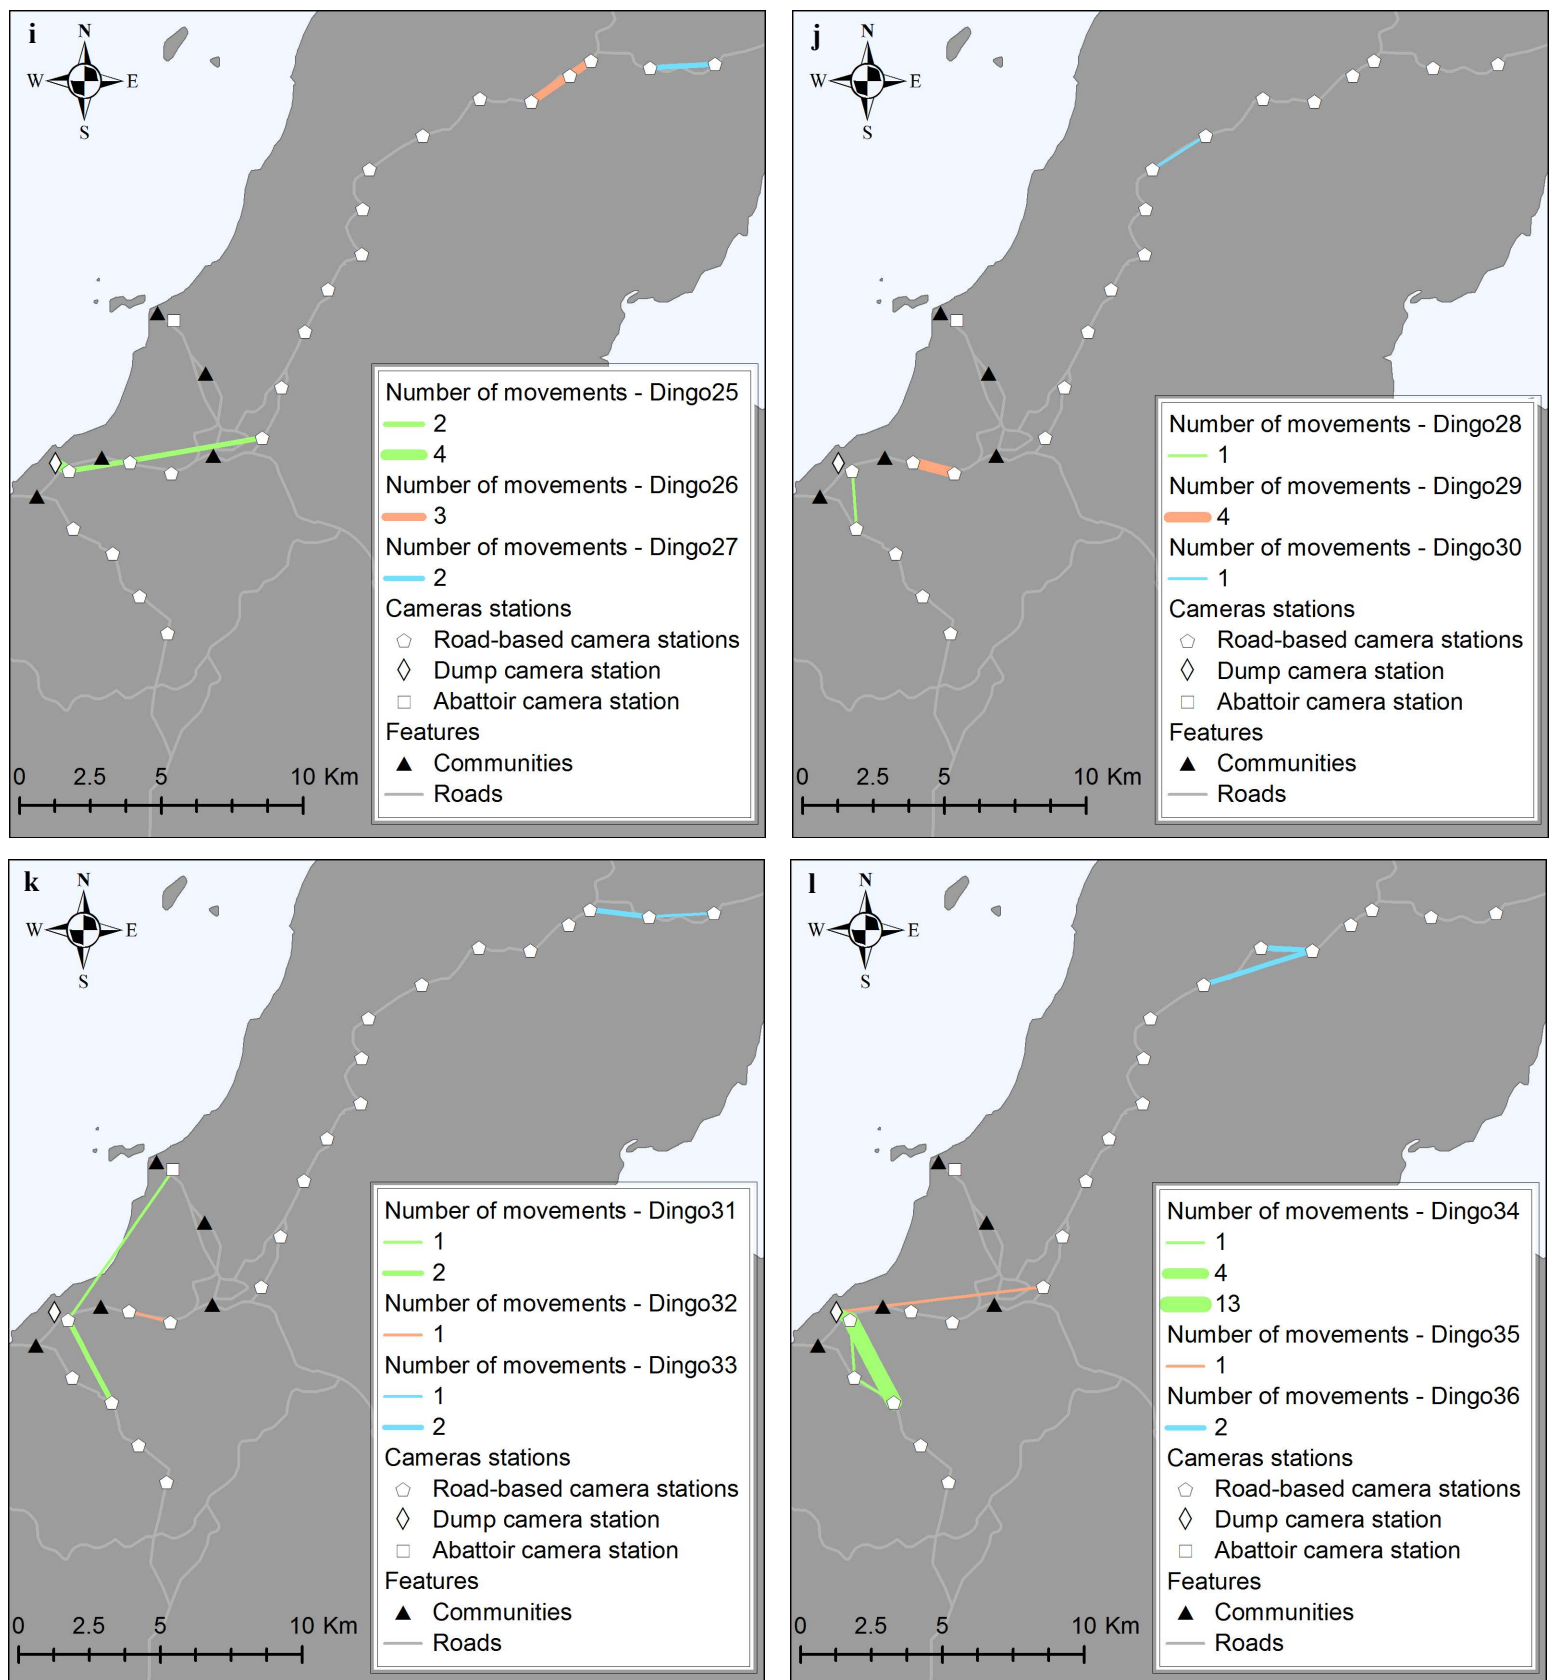 i
N
W E
S
Number of movements - Dingo25
2
4
Number of movements - Dingo26
3
Number of movements - Dingo27
2
Cameras stations
Road-based camera stations
Dump camera station
Abattoir camera station
Features
Communities
Roads
0 2.5 5 10 Km
j
N
W E
S
Number of movements - Dingo28
1
Number of movements - Dingo29
4
Number of movements - Dingo30
1
Cameras stations
Road-based camera stations
Dump camera station
Abattoir camera station
Features
Communities
Roads
0 2.5 5 10 Km
k
N
W E
S
Number of movements - Dingo31
1
2
Number of movements - Dingo32
1
Number of movements - Dingo33
1
2
Cameras stations
Road-based camera stations
Dump camera station
Abattoir camera station
Features
Communities
Roads
0 2.5 5 10 Km
l
N
W E
S
Number of movements - Dingo34
1
4
13
Number of movements - Dingo35
1
Number of movements - Dingo36
2
Cameras stations
Road-based camera stations
Dump camera station
Abattoir camera station
Features
Communities
Roads
0 2.5 5 10 Km